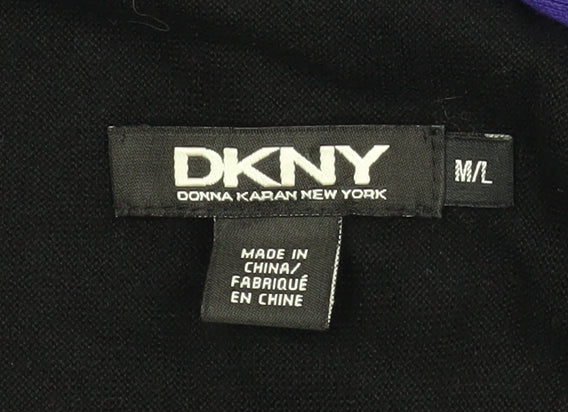 DKNY
DONNA KARAN NEW YORK
M/L
MADE IN
CHINA/
FABRIQUÉ
EN CHINE